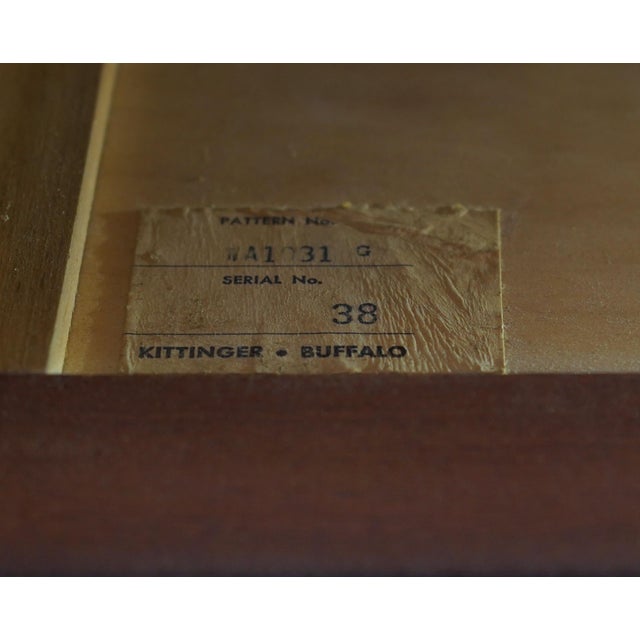 PATTERN No.
WA1031 G
SERIAL No.
38
KITTINGER • BUFFALO